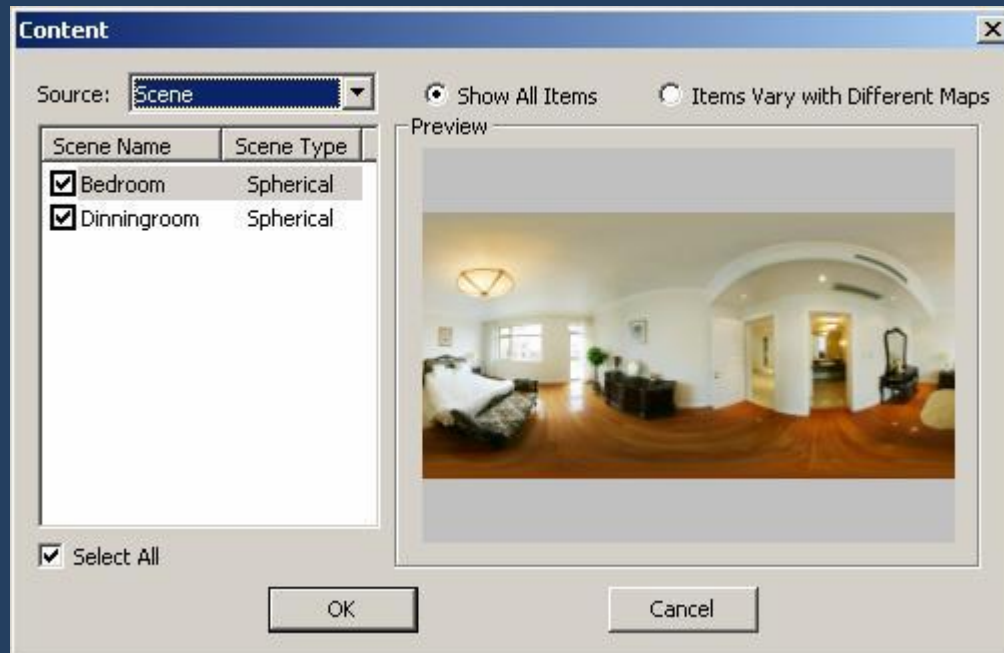 Content
Source: Scene
Show All Items
Items Vary with Different Maps
Scene Name Scene Type
Bedroom Spherical
Dinningroom Spherical
Preview
Select All
OK
Cancel